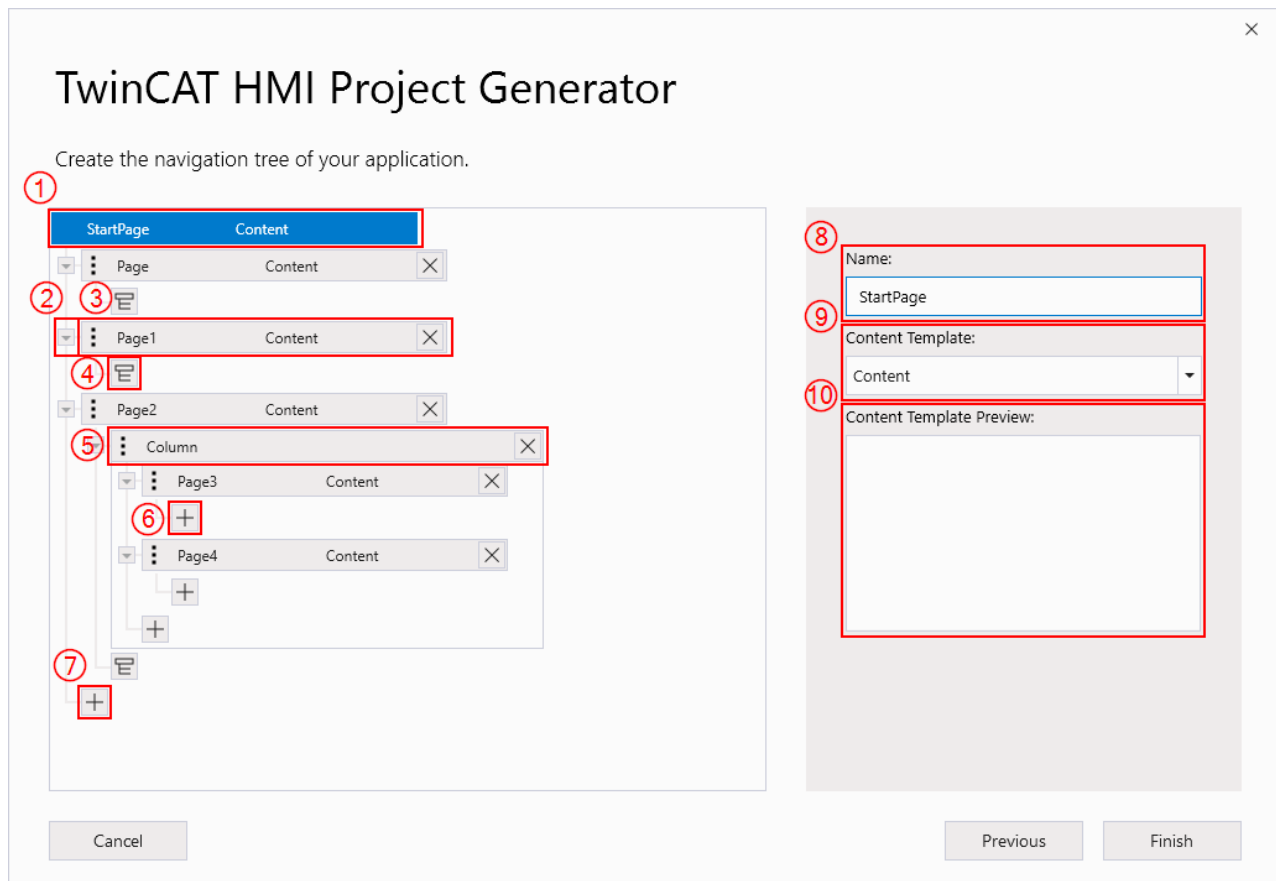 TwinCAT HMI Project Generator
Create the navigation tree of your application.
1
StartPage Content
Page Content
2 3
Page1 Content
4
Page2 Content
5 Column
Page3 Content
6
Page4 Content
7
8
Name:
StartPage
9
Content Template:
Content
10
Content Template Preview:
Cancel Previous Finish